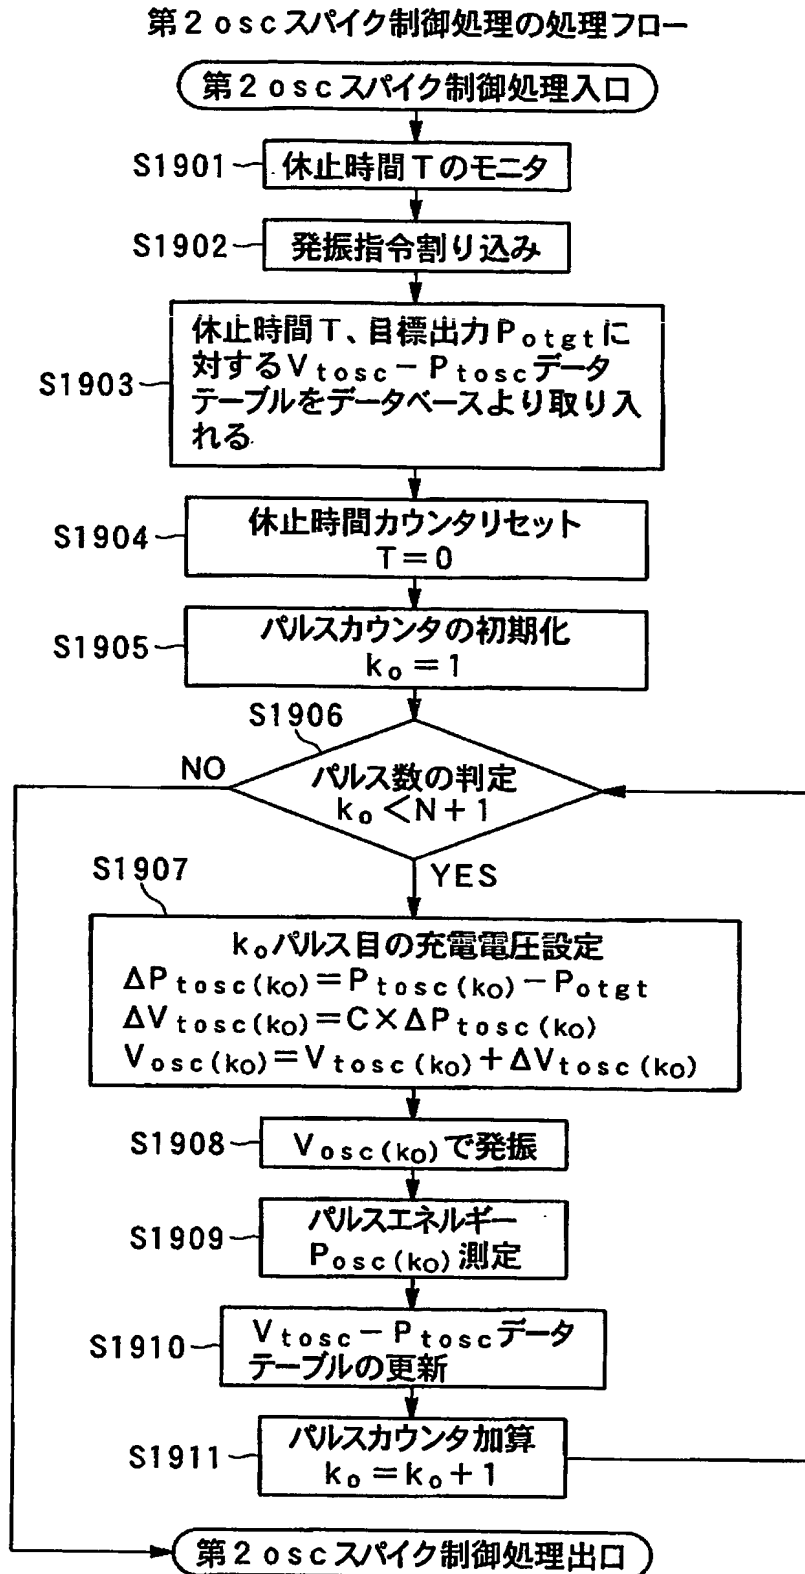 第2oscスパイク制御処理の処理フロー
第2oscスパイク制御処理入口
S1901
休止時間Tのモニタ
S1902
発振指令割り込み
S1903
休止時間T、目標出力Potgtに
対するVtosc－Ptoscデータ
テーブルをデータベースより取り入
れる
S1904
休止時間カウンタリセット
T＝0
S1905
パルスカウンタの初期化
ko＝1
S1906
NO
パルス数の判定
ko＜N＋1
YES
S1907
koパルス目の充電電圧設定
ΔPtosc(ko)＝Ptosc(ko)－Potgt
ΔVtosc(ko)＝C×ΔPtosc(ko)
Vosc(ko)＝Vtosc(ko)＋ΔVtosc(ko)
S1908
Vosc(ko)で発振
S1909
パルスエネルギー
Posc(ko)測定
S1910
Vtosc－Ptoscデータ
テーブルの更新
S1911
パルスカウンタ加算
ko＝ko＋1
第2oscスパイク制御処理出口